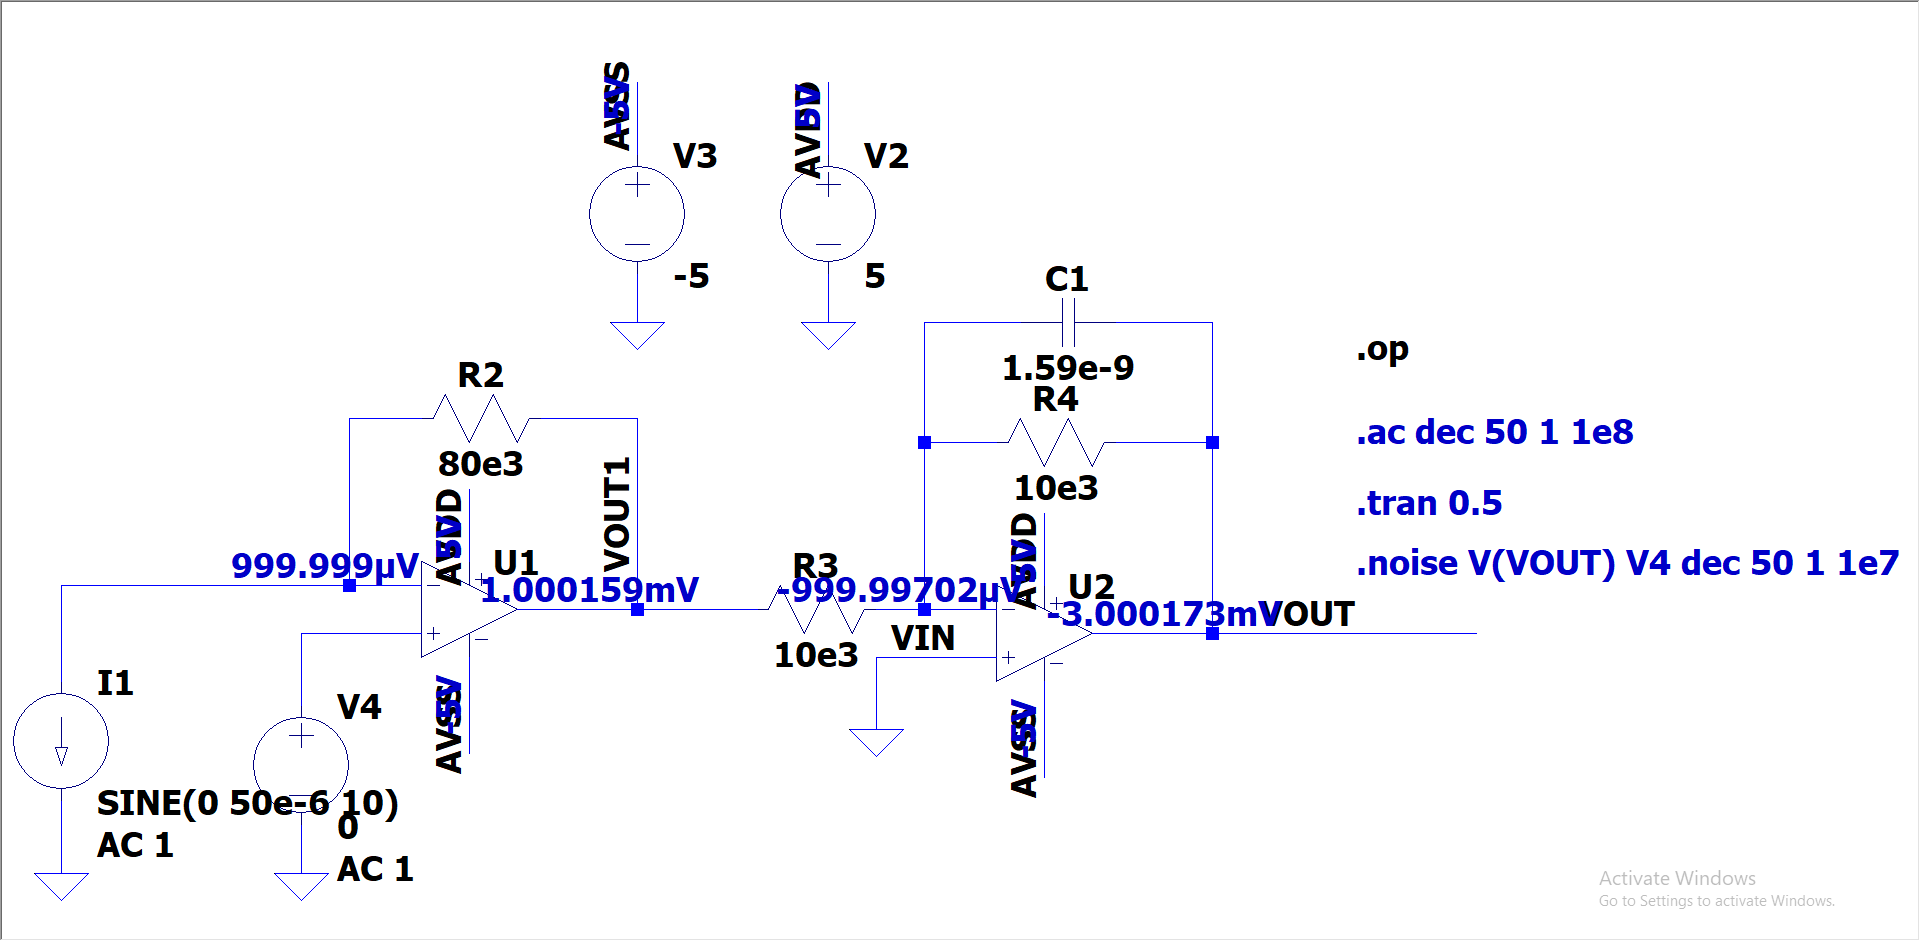 AVSS
-5V
V3
-5
AVDD
5V
V2
5
C1
1.59e-9
R4
10e3
.op
.ac dec 50 1 1e8
.tran 0.5
.noise V(VOUT) V4 dec 50 1 1e7
R2
80e3
AVDD
5V
VOUT1
999.999µV
U1
1.000159mV
AVSS
-5V
R3
-999.99702µV
10e3
VIN
AVDD
5V
U2
-3.000173mV
VOUT
AVSS
-5V
I1
SINE(0 50e-6 10)
AC 1
V4
0
AC 1
Activate Windows
Go to Settings to activate Windows.